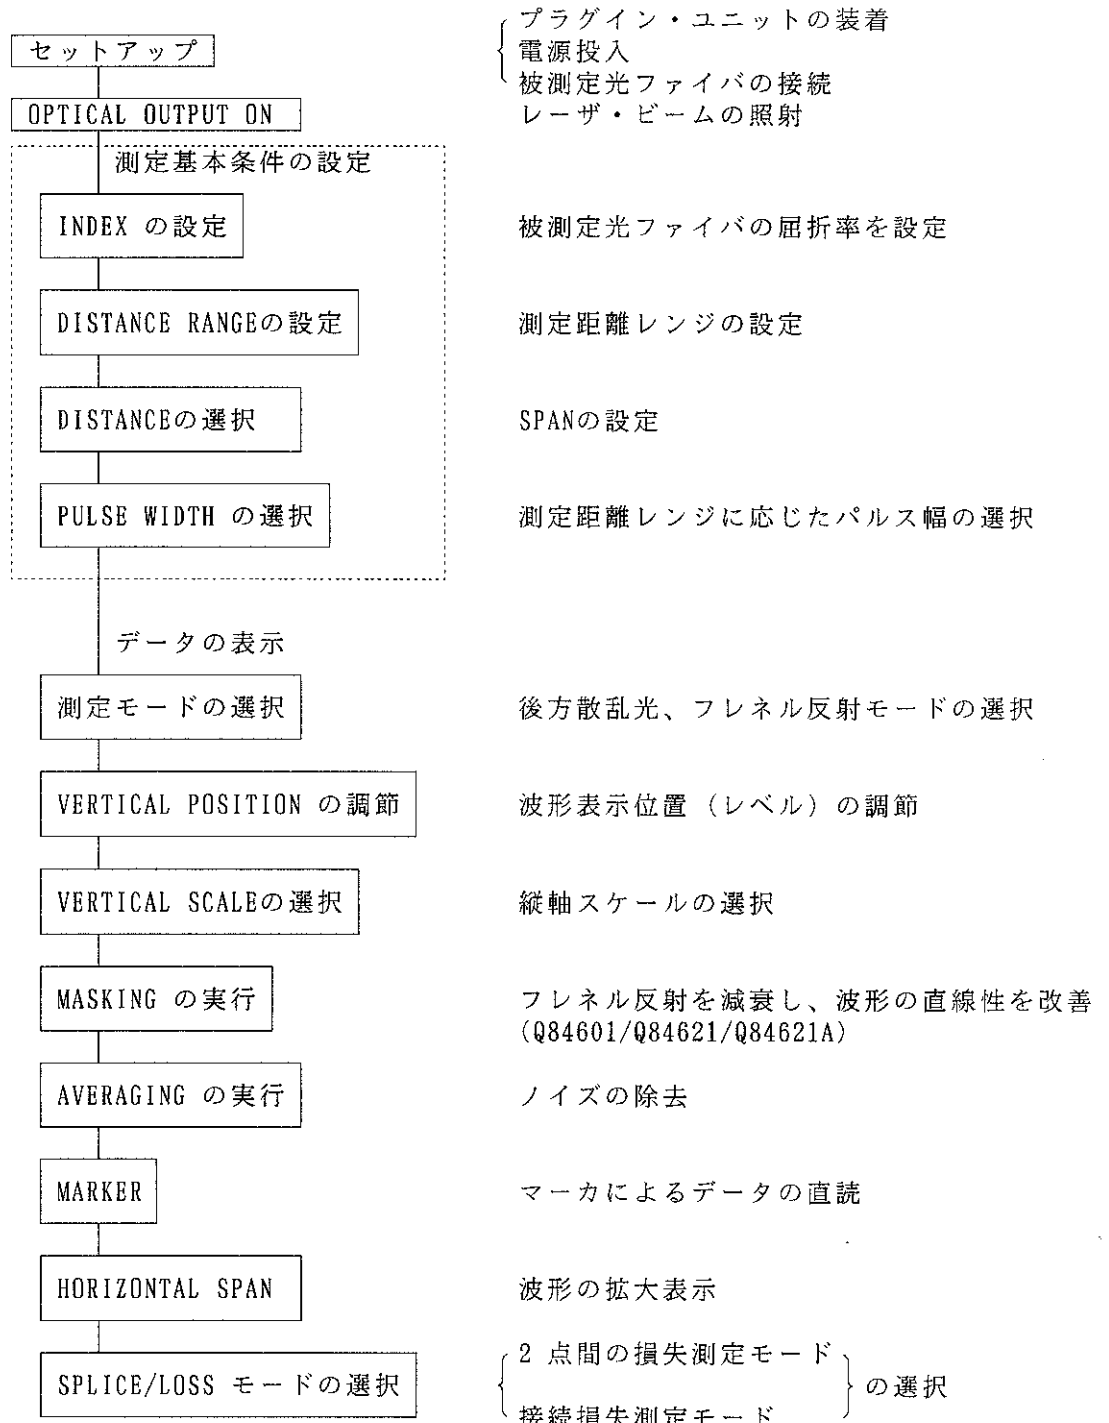 プラグイン・ユニットの装着
セットアップ
電源投入
被測定光ファイバの接続
OPTICAL OUTPUT ON
レーザ・ビームの照射
測定基本条件の設定
INDEX の設定
被測定光ファイバの屈折率を設定
DISTANCE RANGEの設定
測定距離レンジの設定
DISTANCEの選択
SPANの設定
PULSE WIDTH の選択
測定距離レンジに応じたパルス幅の選択
データの表示
測定モードの選択
後方散乱光、フレネル反射モードの選択
VERTICAL POSITION の調節
波形表示位置 (レベル) の調節
VERTICAL SCALEの選択
縦軸スケールの選択
MASKING の実行
フレネル反射を減衰し、波形の直線性を改善
(Q84601/Q84621/Q84621A)
AVERAGING の実行
ノイズの除去
MARKER
マーカによるデータの直読
HORIZONTAL SPAN
波形の拡大表示
2 点間の損失測定モード
SPLICE/LOSS モードの選択
の選択
接続損失測定モード